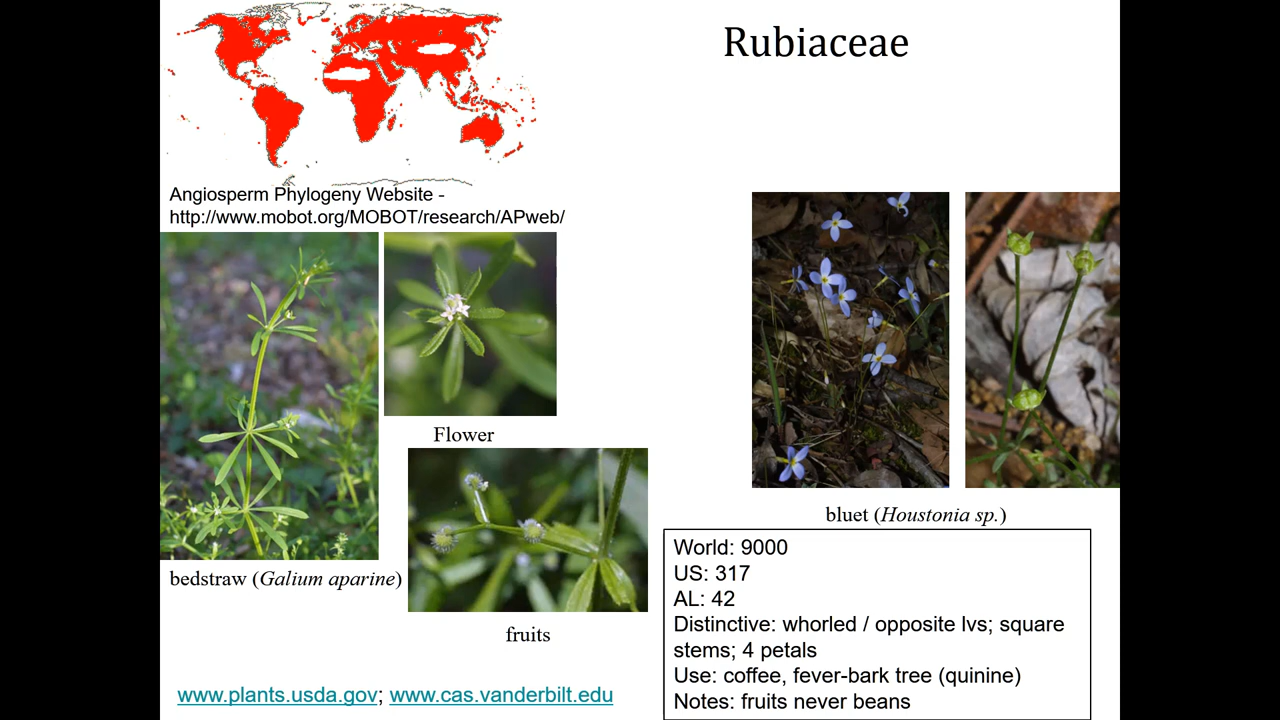 Rubiaceae
Angiosperm Phylogeny Website -
http://www.mobot.org/MOBOT/research/APweb/
Flower
bedstraw (Galium aparine)
fruits
bluet (Houstonia sp.)
World: 9000
US: 317
AL: 42
Distinctive: whorled / opposite lvs; square
stems; 4 petals
Use: coffee, fever-bark tree (quinine)
Notes: fruits never beans
www.plants.usda.gov; www.cas.vanderbilt.edu